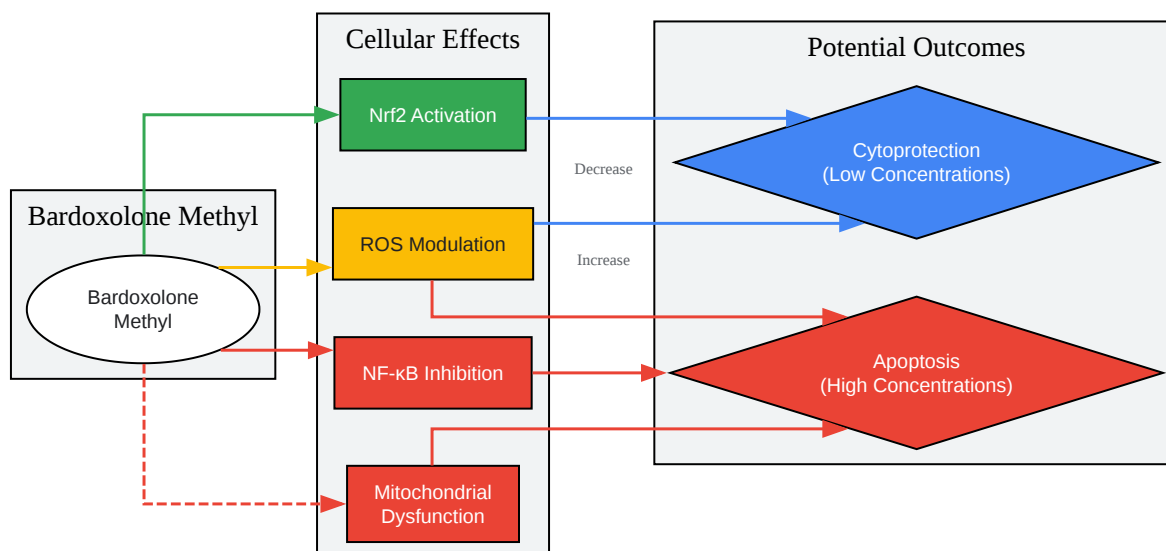 Cellular Effects
Potential Outcomes
Nrf2 Activation
Cytoprotection
(Low Concentrations)
Decrease
Bardoxolone Methyl
ROS Modulation
Increase
Bardoxolone
Methyl
NF-κB Inhibition
Apoptosis
(High Concentrations)
Mitochondrial
Dysfunction